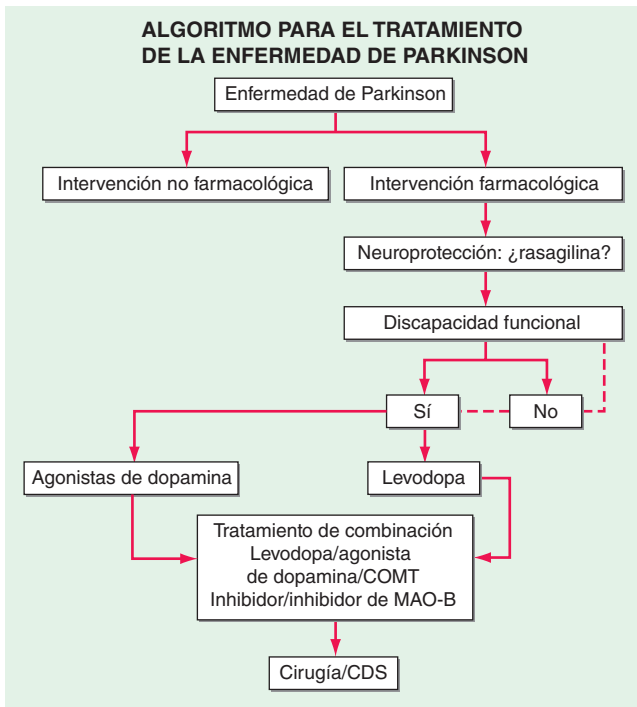 ALGORITMO PARA EL TRATAMIENTO
DE LA ENFERMEDAD DE PARKINSON
Enfermedad de Parkinson
Intervención no farmacológica
Intervención farmacológica
Neuroprotección: ¿rasagilina?
Discapacidad funcional
Sí
No
Agonistas de dopamina
Levodopa
Tratamiento de combinación
Levodopa/agonista
de dopamina/COMT
Inhibidor/inhibidor de MAO-B
Cirugía/CDS